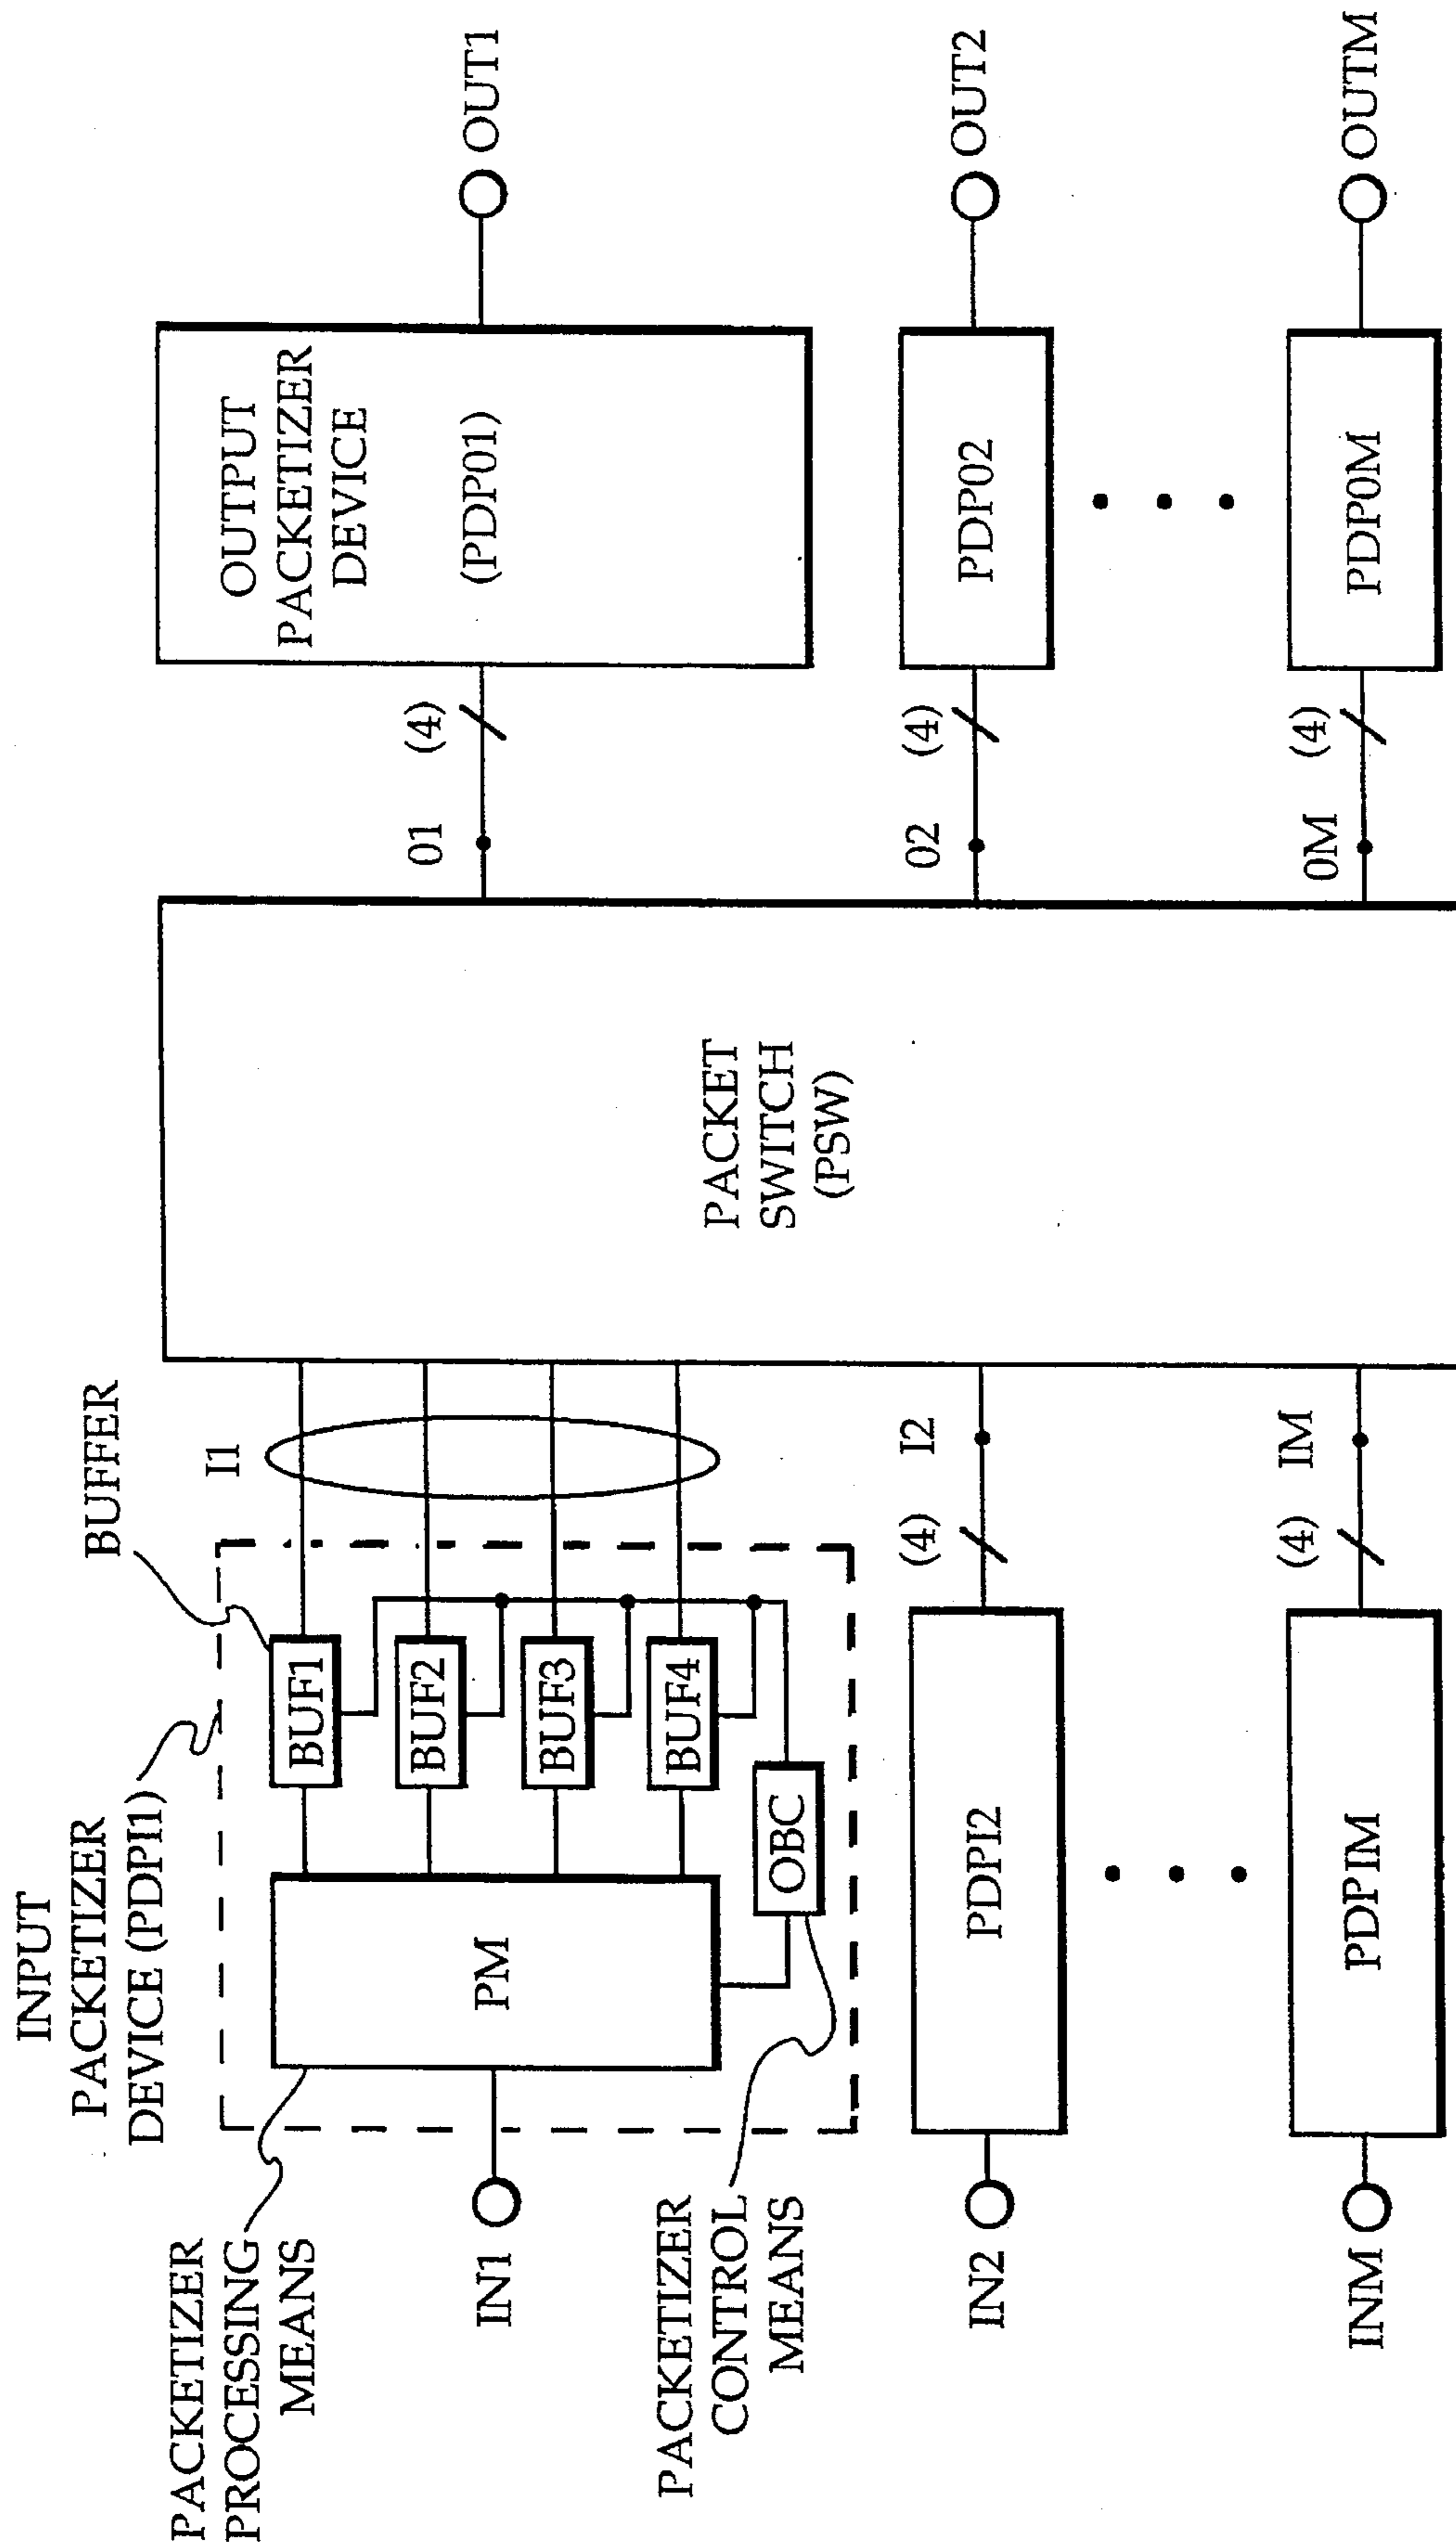 INPUT
PACKETIZER
DEVICE (PDPI1)
BUFFER
PACKETIZER
PROCESSING
MEANS
IN1
PM
BUF1
BUF2
BUF3
BUF4
OBC
PACKETIZER
CONTROL
MEANS
I1
PACKET
SWITCH
(PSW)
01
(4)
OUTPUT
PACKETIZER
DEVICE
(PDP01)
OUT1
IN2
PDPI2
(4)
I2
02
(4)
PDP02
OUT2
INM
PDPIM
(4)
IM
0M
(4)
PDP0M
OUTM